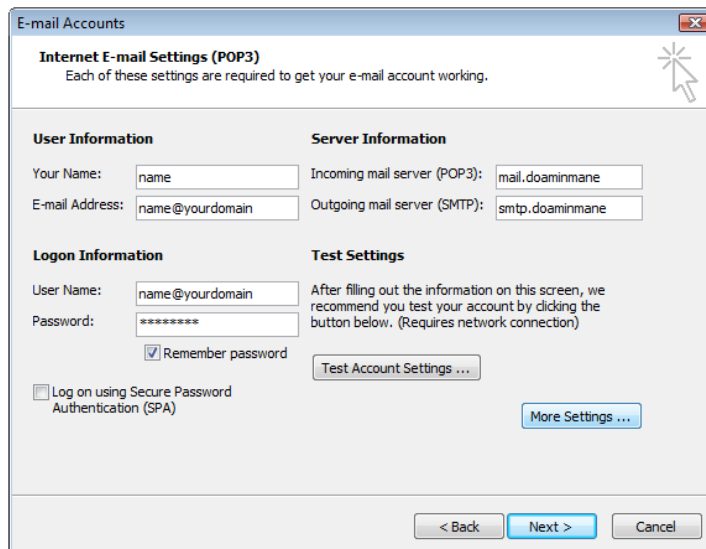 E-mail Accounts
Internet E-mail Settings (POP3)
Each of these settings are required to get your e-mail account working.
User Information
Your Name: name
E-mail Address: name@yourdomain
Server Information
Incoming mail server (POP3): mail.doaminmane
Outgoing mail server (SMTP): smtp.doaminmane
Logon Information
User Name: name@yourdomain
Password: ********
Remember password
Log on using Secure Password
Authentication (SPA)
Test Settings
After filling out the information on this screen, we
recommend you test your account by clicking the
button below. (Requires network connection)
Test Account Settings ...
More Settings ...
< Back Next > Cancel